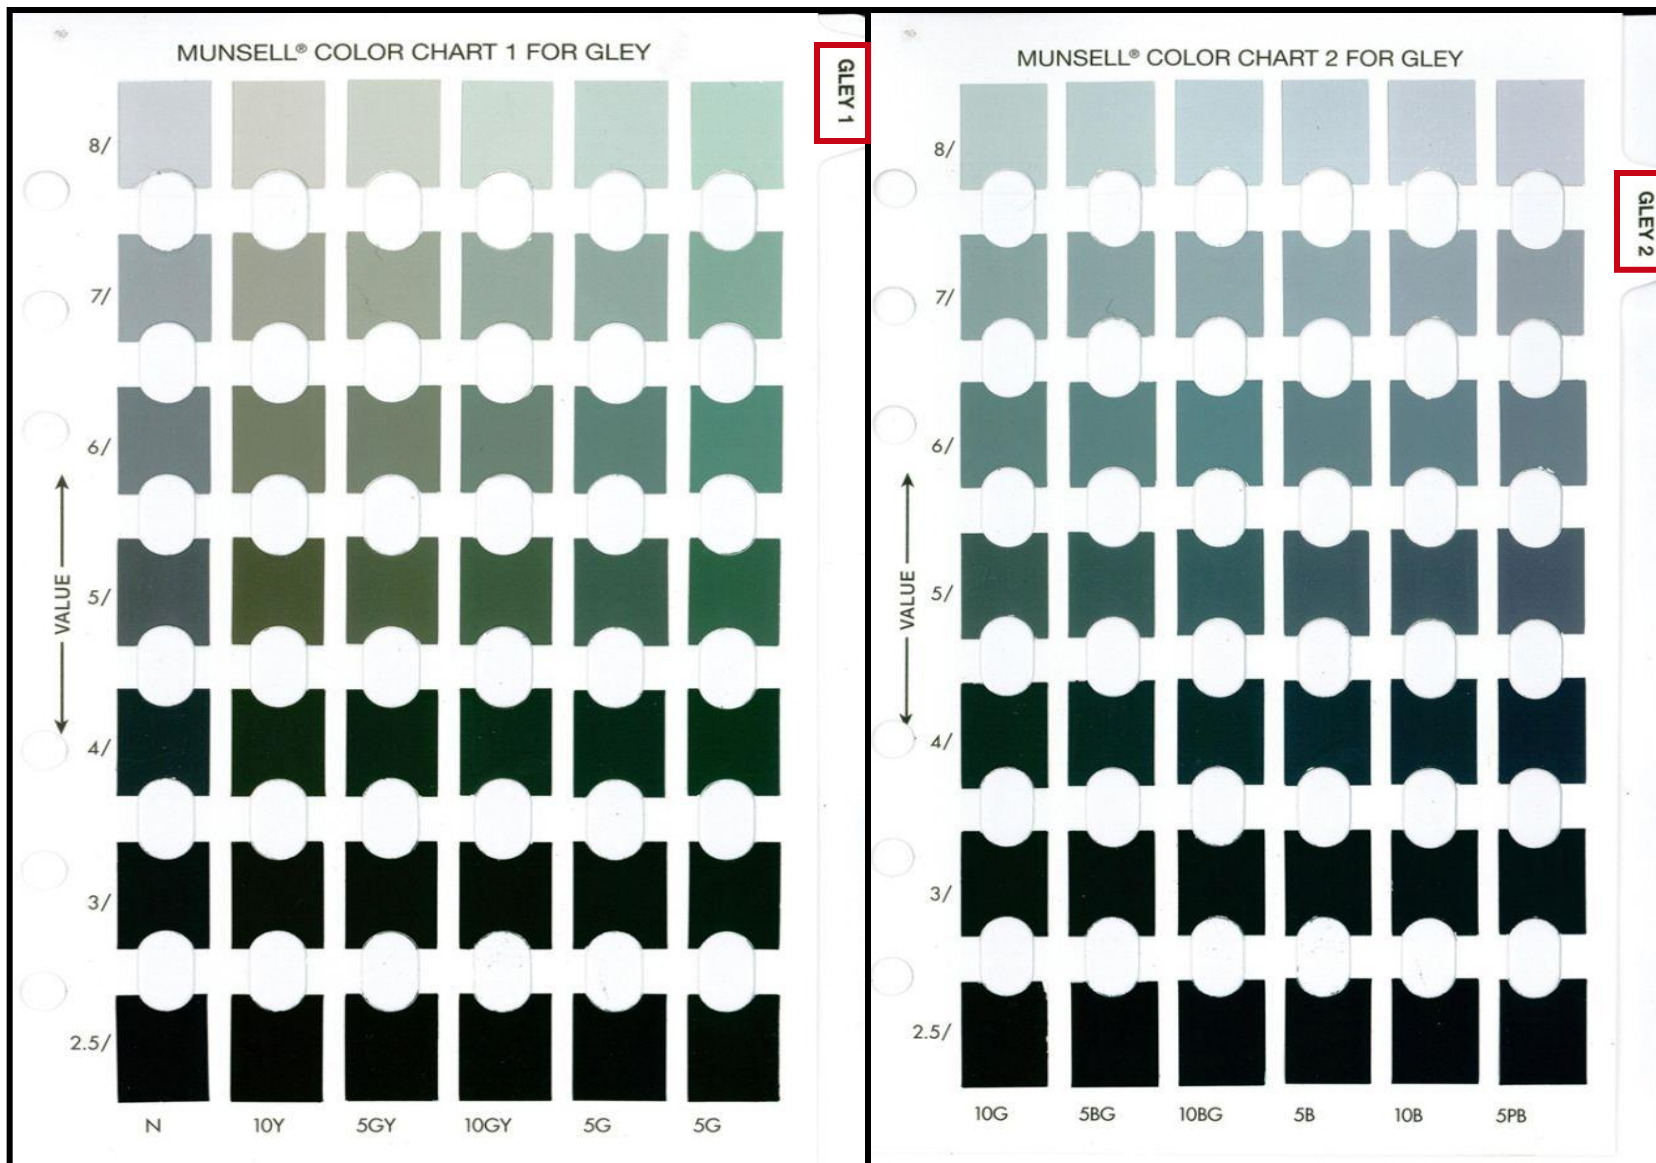 MUNSELL® COLOR CHART 1 FOR GLEY
GLEY 1
8/
7/
6/
5/
4/
3/
2.5/
VALUE
N 10Y 5GY 10GY 5G 5G
MUNSELL® COLOR CHART 2 FOR GLEY
GLEY 2
8/
7/
6/
5/
4/
3/
2.5/
VALUE
10G 5BG 10BG 5B 10B 5PB